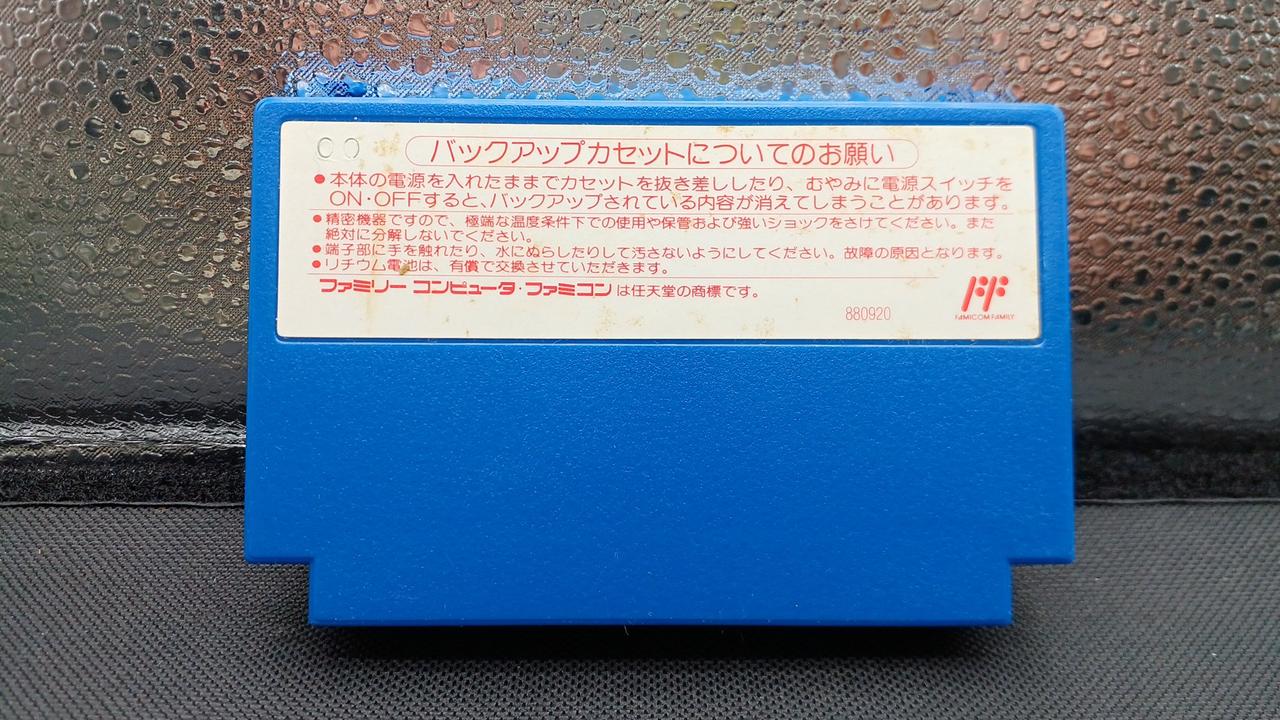 00
バックアップカセットについてのお願い
●本体の電源を入れたままでカセットを抜き差ししたり、むやみに電源スイッチを
ON・OFFすると、バックアップされている内容が消えてしまうことがあります。
●精密機器ですので、極端な温度条件下での使用や保管および強いショックをさけてください。また
絶対に分解しないでください。
●端子部に手を触れたり、水にぬらしたりして汚さないようにしてください。故障の原因となります。
●リチウム電池は、有償で交換させていただきます。
ファミリー コンピュータ・ファミコン は任天堂の商標です。
880920
FAMICOM FAMILY